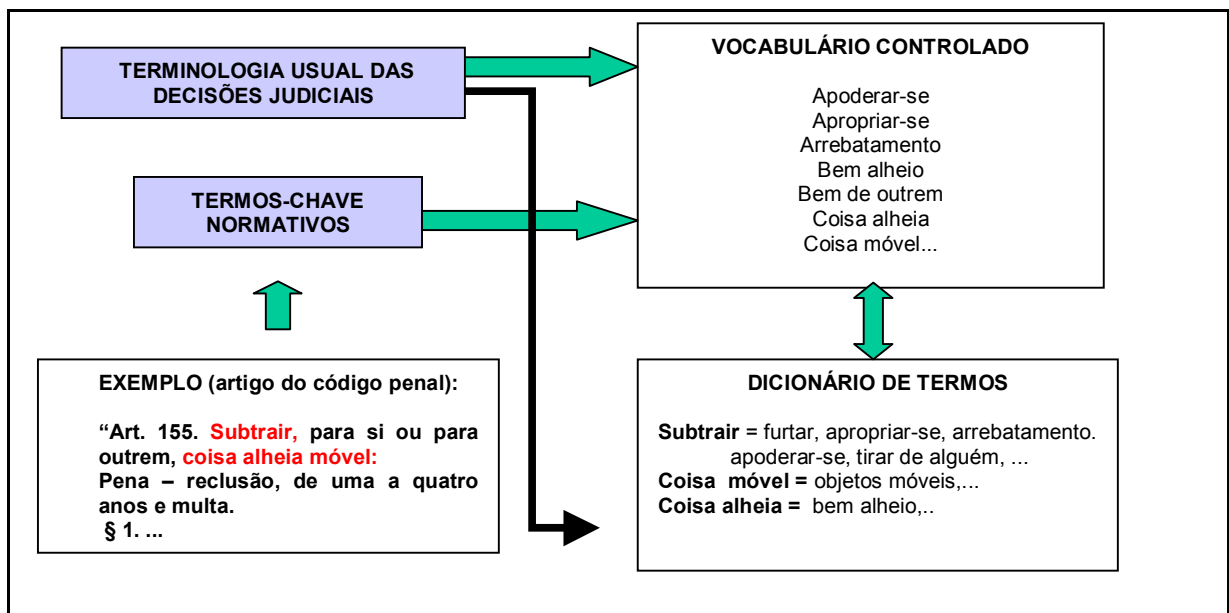 TERMINOLOGIA USUAL DAS
DECISÕES JUDICIAIS
TERMOS-CHAVE
NORMATIVOS
EXEMPLO (artigo do código penal):
“Art. 155. Subtrair, para si ou para
outrem, coisa alheia móvel:
Pena – reclusão, de uma a quatro
anos e multa.
§ 1. ...
VOCABULÁRIO CONTROLADO
Apoderar-se
Apropriar-se
Arrebatamento
Bem alheio
Bem de outrem
Coisa alheia
Coisa móvel...
DICIONÁRIO DE TERMOS
Subtrair = furtar, apropriar-se, arrebatamento.
apoderar-se, tirar de alguém, ...
Coisa móvel = objetos móveis,...
Coisa alheia = bem alheio,..